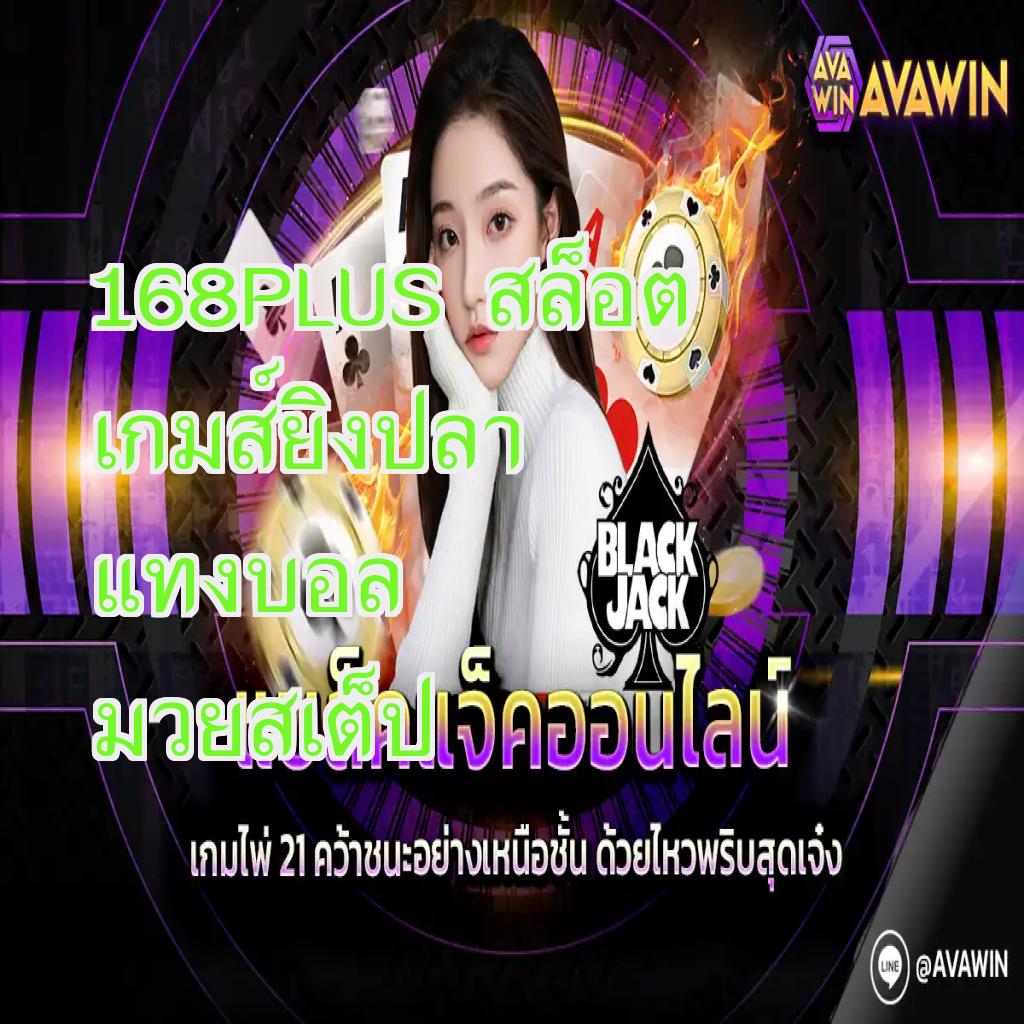 AVA
WIN
AVAWIN
168PLUS สล็อต
เกมส์ยิงปลา
แทงบอล
BLACK
JACK
มวยสเต็ป
แจ็คออนไลน์
เกมไพ่ 21 คว้าชนะอย่างเหนือชั้น ด้วยไหวพริบสุดเจ๋ง
LINE
@AVAWIN